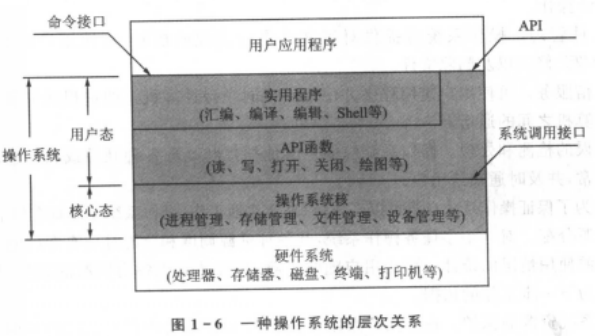 命令接口
API
用户应用程序
实用程序
(汇编、编译、编辑、Shell等)
用户态
API函数
(读、写、打开、关闭、绘图等)
系统调用接口
操作系统
操作系统核
(进程管理、存储管理、文件管理、设备管理等)
核心态
硬件系统
(处理器、存储器、磁盘、终端、打印机等)
图 1-6 一种操作系统的层次关系